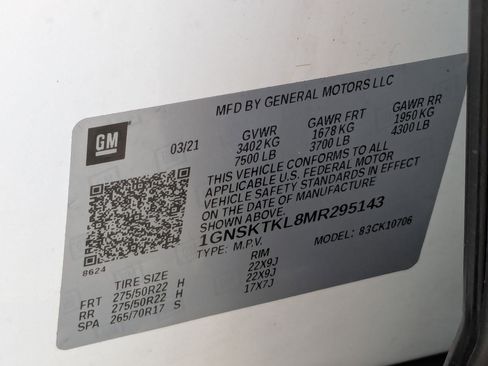 MFD BY GENERAL MOTORS LLC
GM
03/21
GVWR GAWR FRT GAWR RR
3402 KG 1678 KG 1950 KG
7500 LB 3700 LB 4300 LB
THIS VEHICLE CONFORMS TO ALL
APPLICABLE U.S. FEDERAL MOTOR
VEHICLE SAFETY STANDARDS IN EFFECT
ON THE DATE OF MANUFACTURE
SHOWN ABOVE.
1GNSKTKL8MR295143
TYPE: M.P.V. MODEL: 83CK10706
8624
TIRE SIZE RIM
FRT 275/50R22 H 22X9J
RR 275/50R22 H 22X9J
SPA 265/70R17 S 17X7J